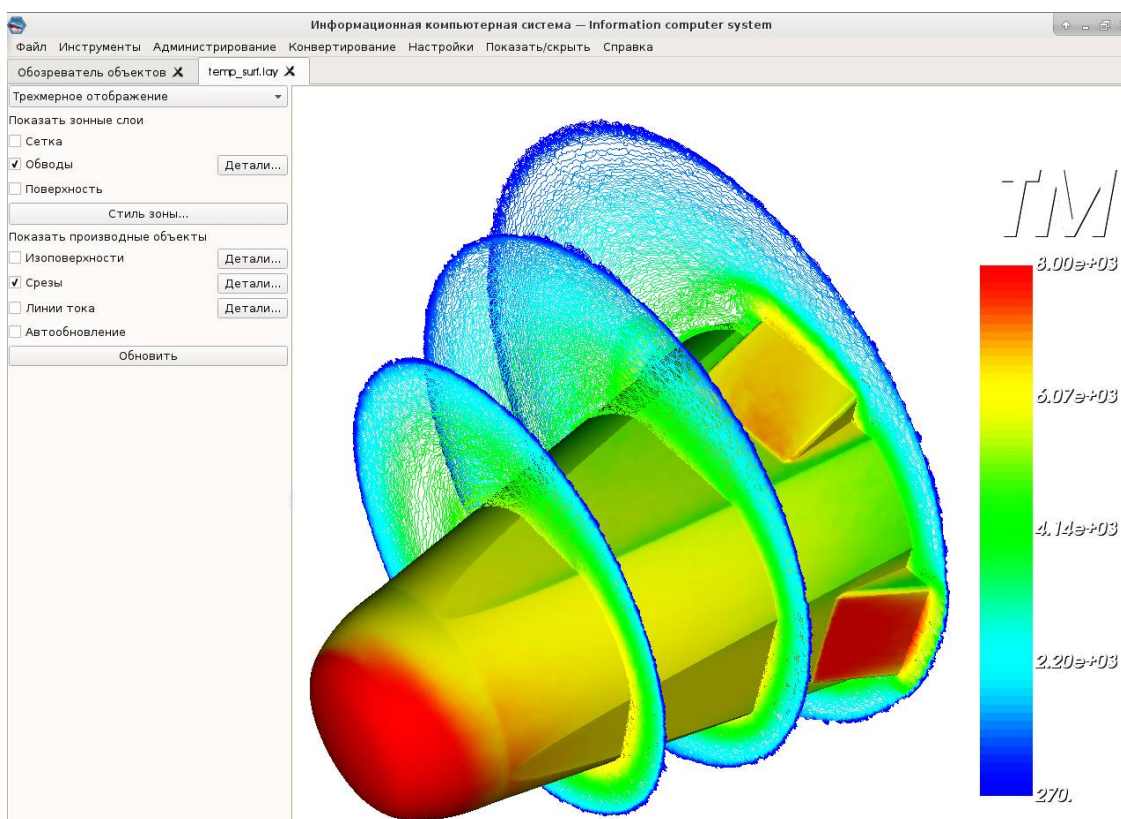 Информационная компьютерная система — Information computer system
Файл Инструменты Администрирование Конвертирование Настройки Показать/скрыть Справка
Обозреватель объектов temp_surf.lay
Трехмерное отображение
Показать зонные слои
Сетка
Обводы Детали...
Поверхность
Стиль зоны...
Показать производные объекты
Изоповерхности Детали...
Срезы Детали...
Линии тока Детали...
Автообновление
Обновить
TM
8.00e+03
6.07e+03
4.14e+03
2.20e+03
270.